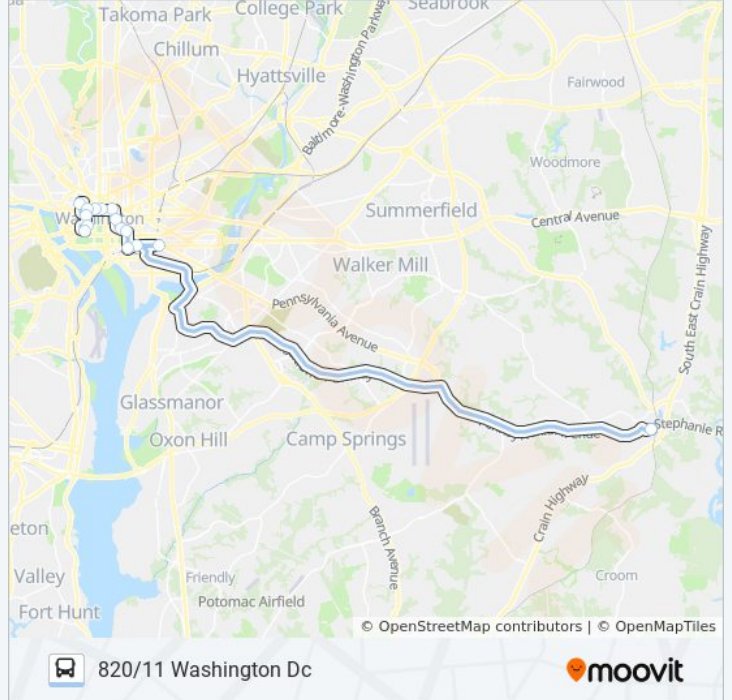 Takoma Park
College Park
Seabrook
Chillum
Hyattsville
Baltimore-Washington Parkway
Fairwood
Woodmore
Washington
Summerfield
Central Avenue
Walker Mill
South East Crain Highway
Pennsylvania Avenue
Glassmanor
Oxon Hill
Camp Springs
Stephanie R
Crain Highway
Branch Avenue
eton
Valley
Friendly
Croom
Fort Hunt
Potomac Airfield
© OpenStreetMap contributors | © OpenMapTiles
820/11 Washington Dc
moovit